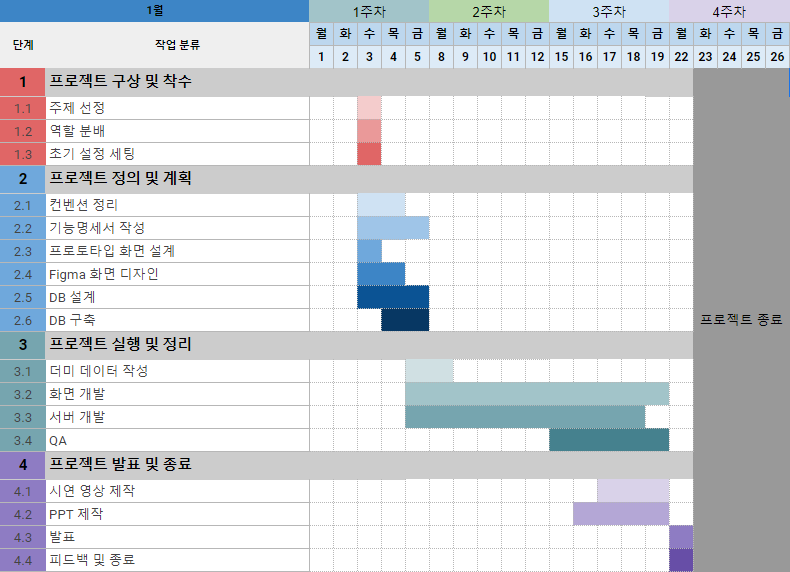 1월 1주차 2주차 3주차 4주차
단계 작업 분류 월 화 수 목 금 월 화 수 목 금 월 화 수 목 금 월 화 수 목 금
1 2 3 4 5 8 9 10 11 12 15 16 17 18 19 22 23 24 25 26
1 프로젝트 구상 및 착수
1.1 주제 선정
1.2 역할 분배
1.3 초기 설정 세팅
2 프로젝트 정의 및 계획
2.1 컨벤션 정리
2.2 기능명세서 작성
2.3 프로토타입 화면 설계
2.4 Figma 화면 디자인
2.5 DB 설계
2.6 DB 구축
프로젝트 종료
3 프로젝트 실행 및 정리
3.1 더미 데이터 작성
3.2 화면 개발
3.3 서버 개발
3.4 QA
4 프로젝트 발표 및 종료
4.1 시연 영상 제작
4.2 PPT 제작
4.3 발표
4.4 피드백 및 종료